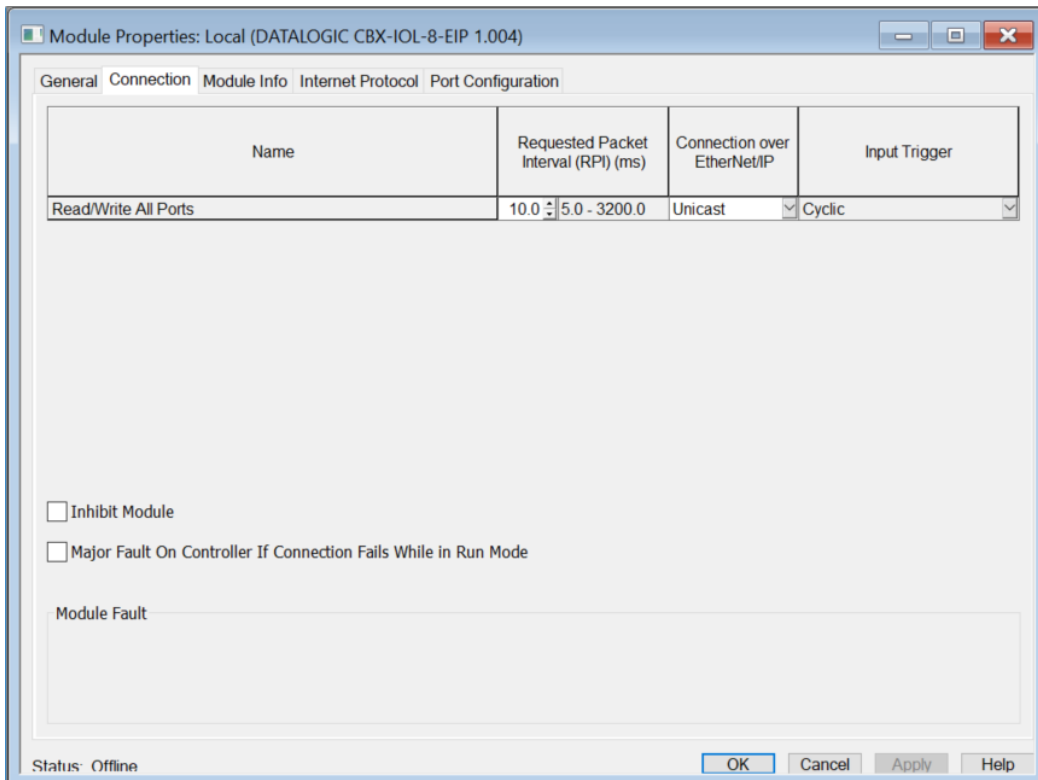 Module Properties: Local (DATALOGIC CBX-IOL-8-EIP 1.004)
General Connection Module Info Internet Protocol Port Configuration
Name
Requested Packet
Interval (RPI) (ms)
Connection over
EtherNet/IP
Input Trigger
Read/Write All Ports 10.0 5.0 - 3200.0 Unicast Cyclic
Inhibit Module
Major Fault On Controller If Connection Fails While in Run Mode
Module Fault
Status: Offline OK Cancel Apply Help